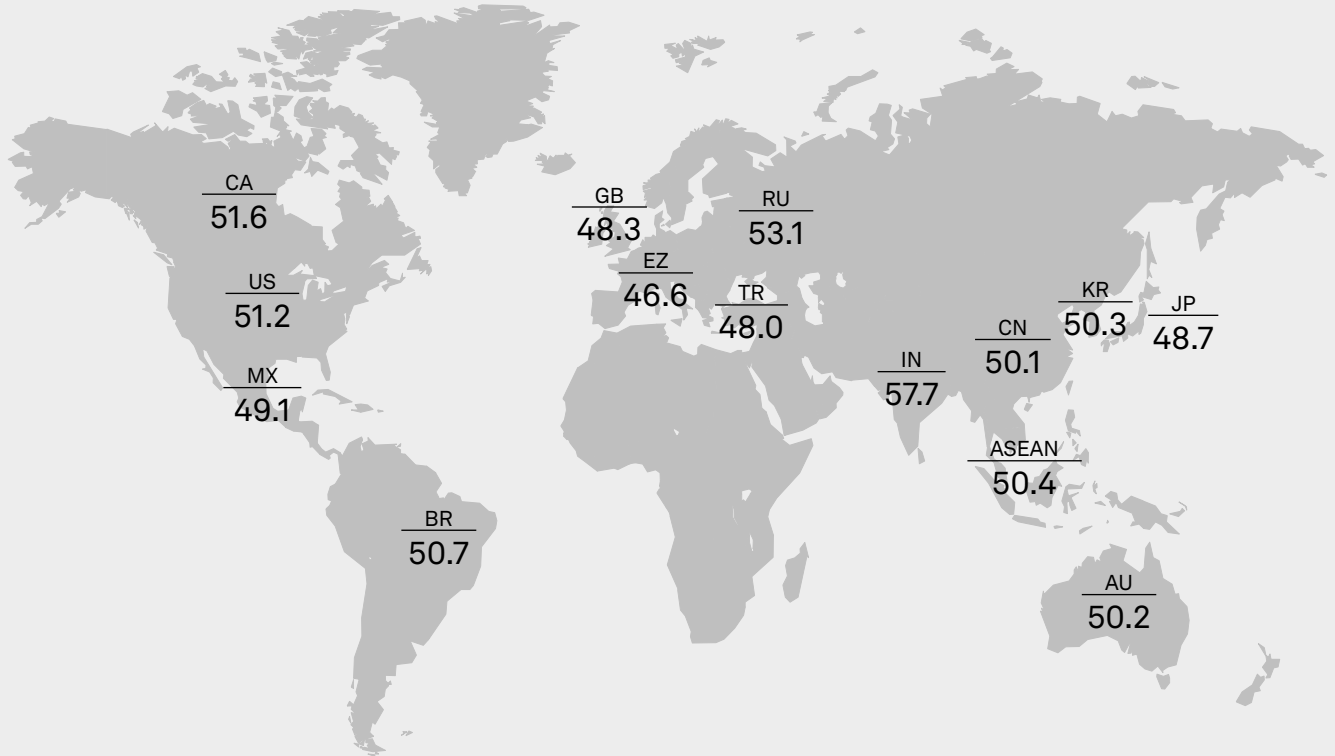 CA
51.6
GB
48.3
RU
53.1
EZ
46.6
US
51.2
TR
48.0
KR
50.3
JP
48.7
CN
50.1
IN
57.7
MX
49.1
ASEAN
50.4
BR
50.7
AU
50.2